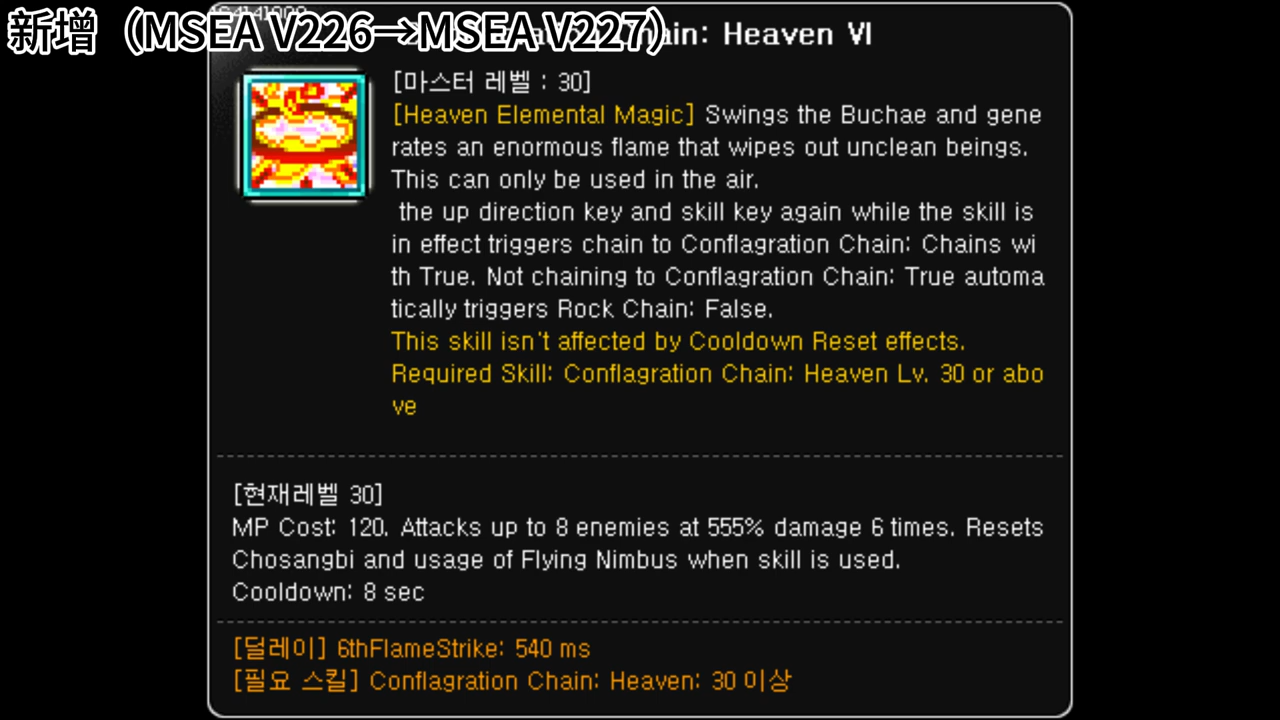 新增（MSEA V226→MSEA V227）
Chain: Heaven VI
[마스터 레벨 : 30]
[Heaven Elemental Magic] Swings the Buchae and gene
rates an enormous flame that wipes out unclean beings.
This can only be used in the air.
the up direction key and skill key again while the skill is
in effect triggers chain to Conflagration Chain: Chains wi
th True. Not chaining to Conflagration Chain: True automa
tically triggers Rock Chain: False.
This skill isn't affected by Cooldown Reset effects.
Required Skill: Conflagration Chain: Heaven Lv. 30 or abo
ve
[현재레벨 30]
MP Cost: 120. Attacks up to 8 enemies at 555% damage 6 times. Resets
Chosangbi and usage of Flying Nimbus when skill is used.
Cooldown: 8 sec
[딜레이] 6thFlameStrike: 540 ms
[필요 스킬] Conflagration Chain: Heaven: 30 이상